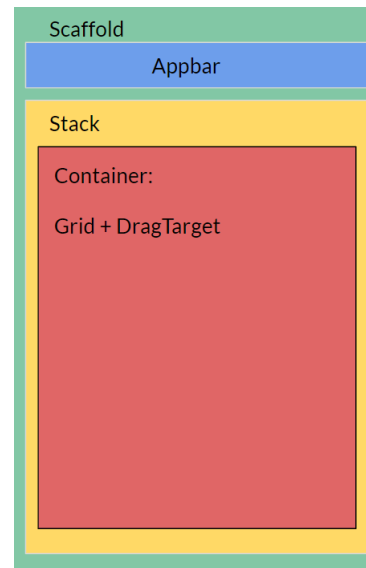 Scaffold
Appbar
Stack
Container:
Grid + DragTarget